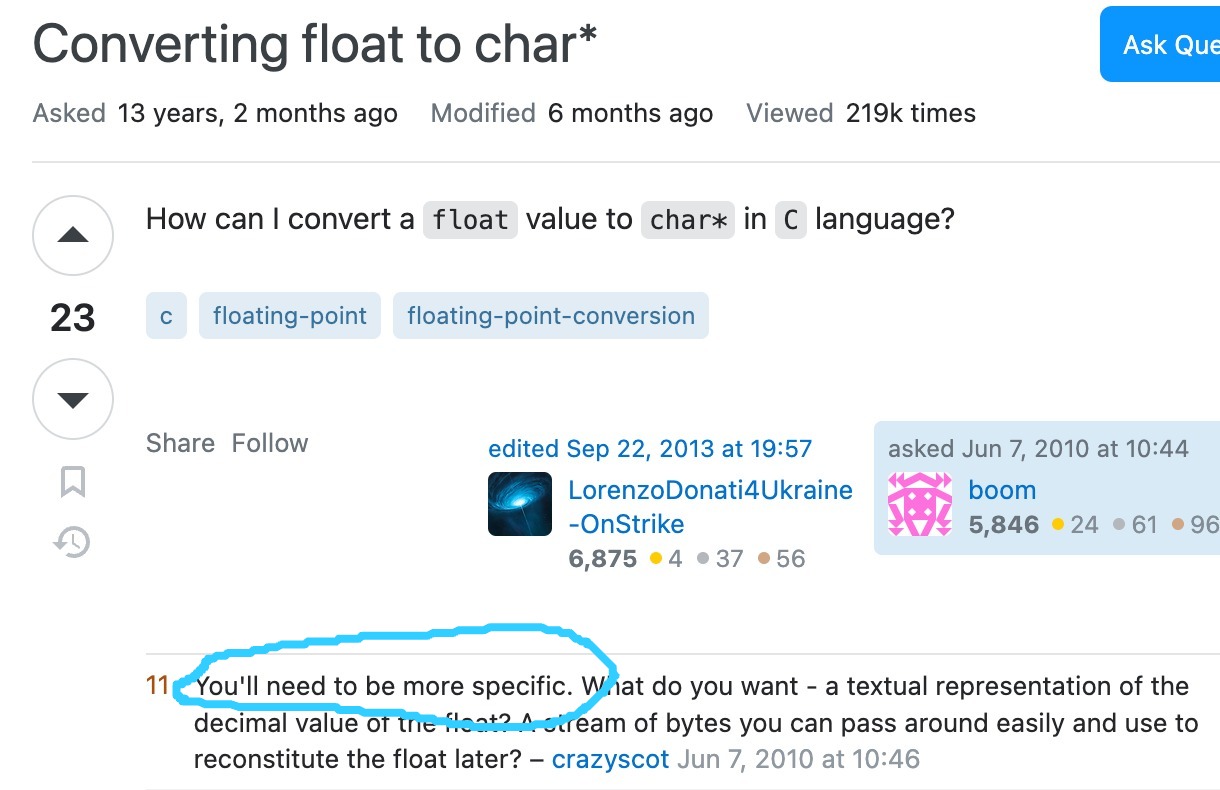 Converting float to char*
Ask Que
Asked 13 years, 2 months ago Modified 6 months ago Viewed 219k times
How can I convert a float value to char* in C language?
23
c floating-point floating-point-conversion
Share Follow
edited Sep 22, 2013 at 19:57
LorenzoDonati4Ukraine
-OnStrike
6,875 4 37 56
asked Jun 7, 2010 at 10:44
boom
5,846 24 61 96
11 You'll need to be more specific. What do you want - a textual representation of the
decimal value of the float? A stream of bytes you can pass around easily and use to
reconstitute the float later? – crazyscot Jun 7, 2010 at 10:46